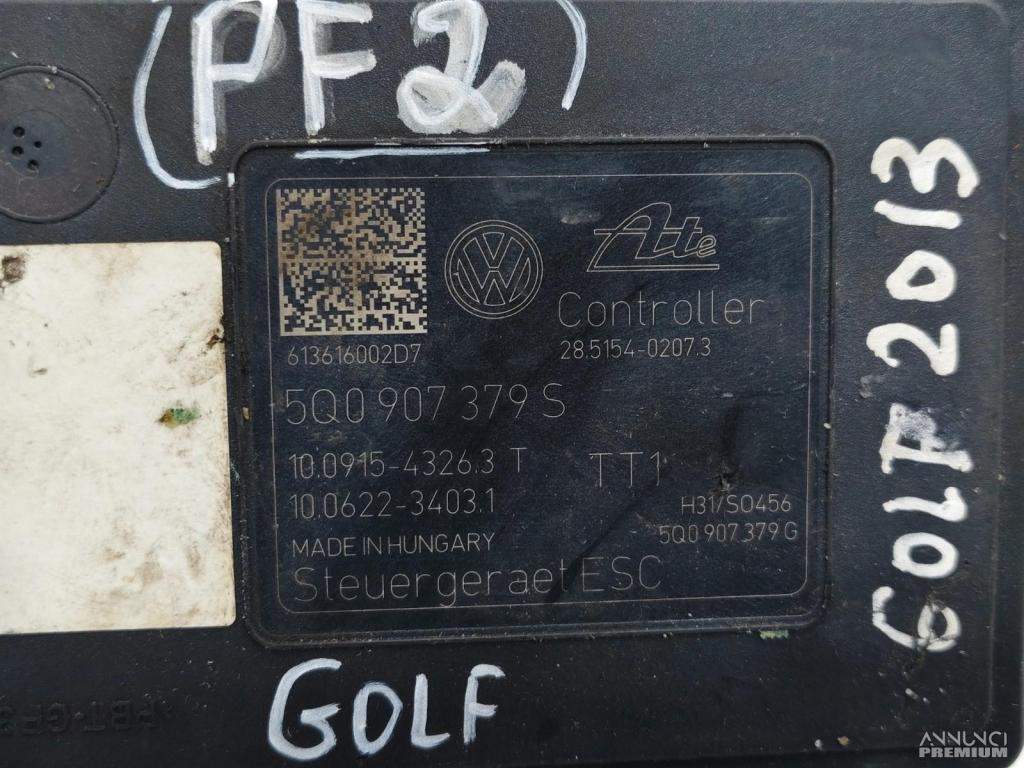 (PF2)
Ate
Controller
613616002D7
28.5154-0207.3
5Q0 907 379 S
10.0915-4326.3 T
TT1
10.0622-3403.1
H31/SO456
MADE IN HUNGARY
5Q0 907 379 G
Steuergeraet ESC
GOLF 2013
GOLF
ANNUNCI
PREMIUM